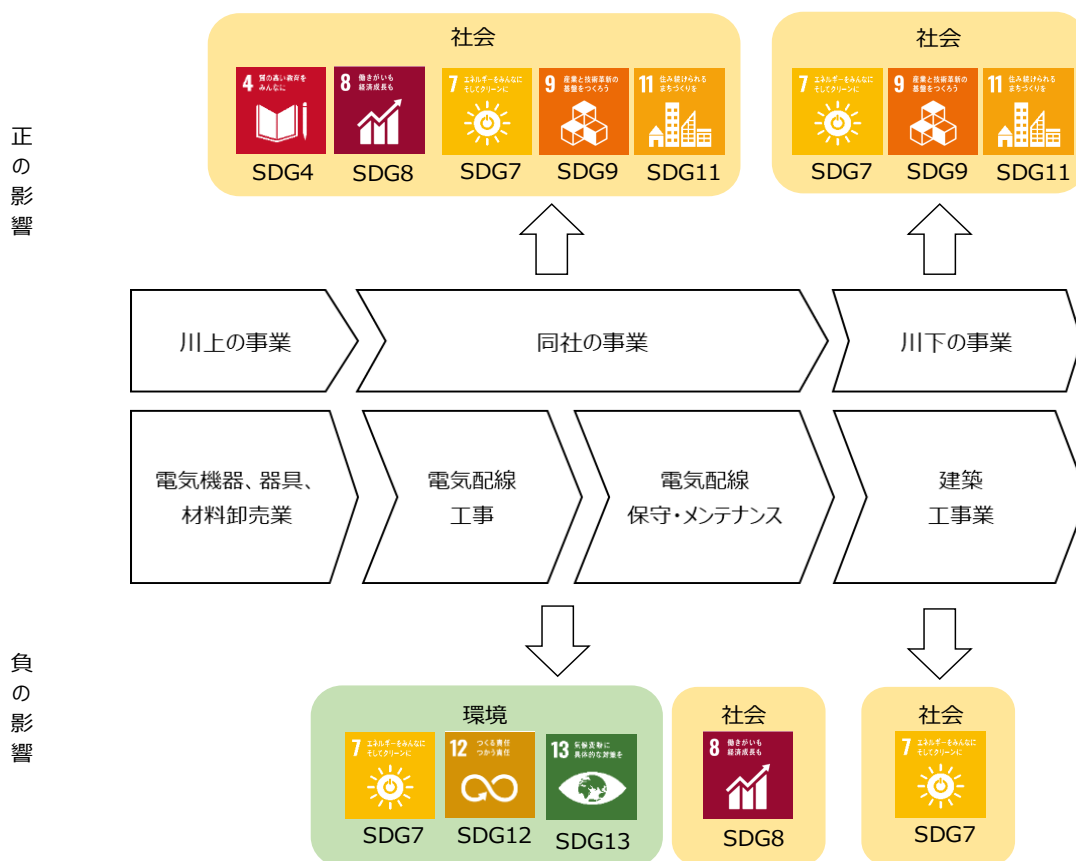 正の影響
社会
4 質の高い教育を
みんなに
SDG4
8 働きがいも
経済成長も
SDG8
7 エネルギーをみんなに
そしてクリーンに
SDG7
9 産業と技術革新の
基盤をつくろう
SDG9
11 住み続けられる
まちづくりを
SDG11
社会
7 エネルギーをみんなに
そしてクリーンに
SDG7
9 産業と技術革新の
基盤をつくろう
SDG9
11 住み続けられる
まちづくりを
SDG11
川上の事業
同社の事業
川下の事業
電気機器、器具、
材料卸売業
電気配線
工事
電気配線
保守・メンテナンス
建築
工事業
負の影響
環境
7 エネルギーをみんなに
そしてクリーンに
SDG7
12 つくる責任
つかう責任
SDG12
13 気候変動に
具体的な対策を
SDG13
社会
8 働きがいも
経済成長も
SDG8
社会
7 エネルギーをみんなに
そしてクリーンに
SDG7